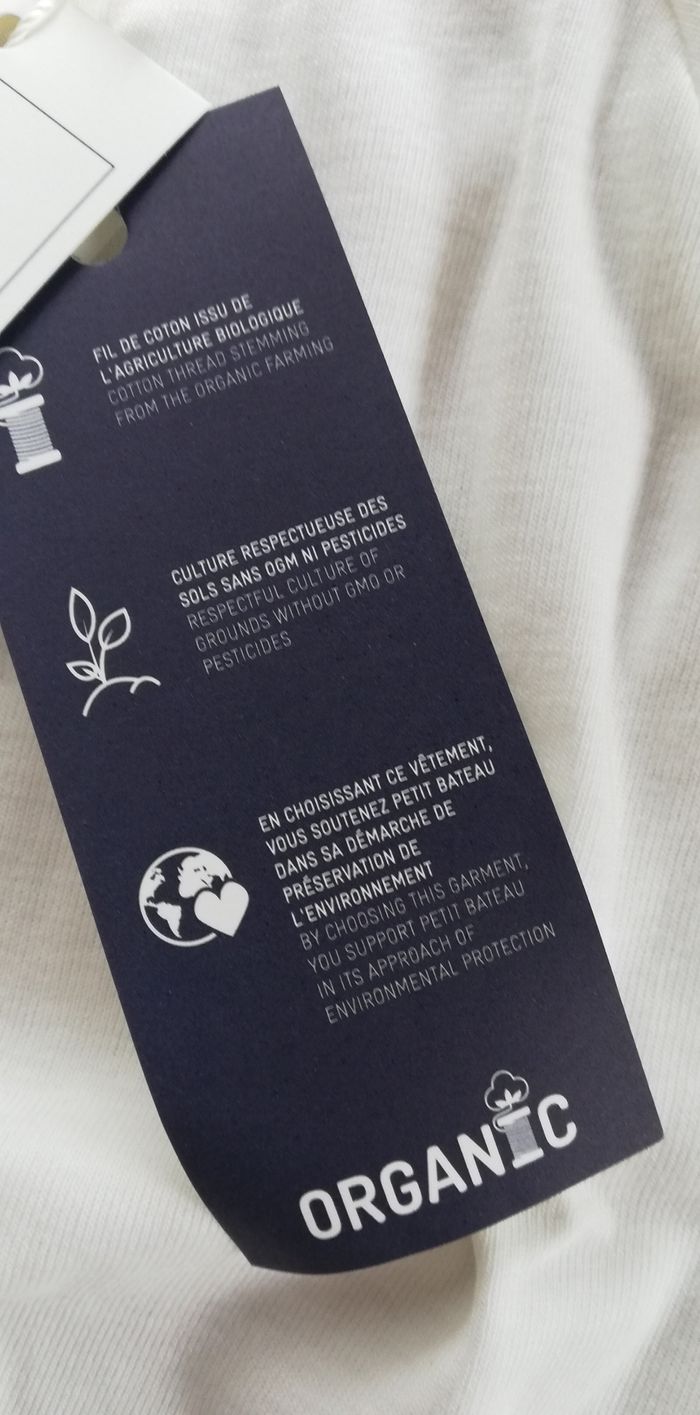 FIL DE COTON ISSU DE
L'AGRICULTURE BIOLOGIQUE
COTTON THREAD STEMMING
FROM THE ORGANIC FARMING
CULTURE RESPECTUEUSE DES
SOLS SANS OGM NI PESTICIDES
RESPECTFUL CULTURE OF
GROUNDS WITHOUT GMO OR
PESTICIDES
EN CHOISISSANT CE VÊTEMENT,
VOUS SOUTENEZ PETIT BATEAU
DANS SA DÉMARCHE DE
PRÉSERVATION DE
L'ENVIRONNEMENT
BY CHOOSING THIS GARMENT,
YOU SUPPORT PETIT BATEAU
IN ITS APPROACH OF
ENVIRONMENTAL PROTECTION
ORGANIC